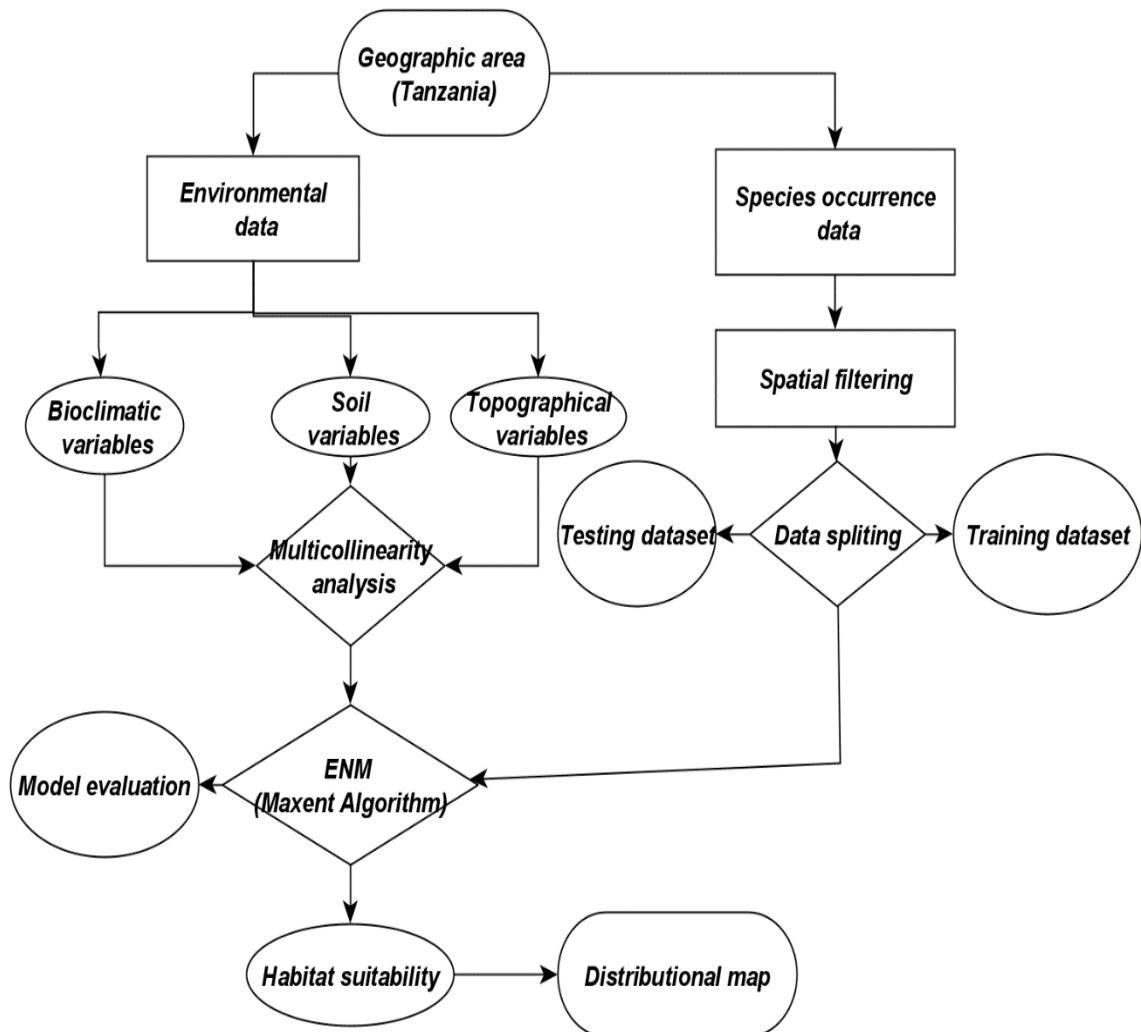 Geographic area
(Tanzania)
Environmental
data
Species occurrence
data
Bioclimatic
variables
Soil
variables
Topographical
variables
Spatial filtering
Multicollinearity
analysis
Testing dataset
Data spliting
Training dataset
Model evaluation
ENM
(Maxent Algorithm)
Habitat suitability
Distributional map